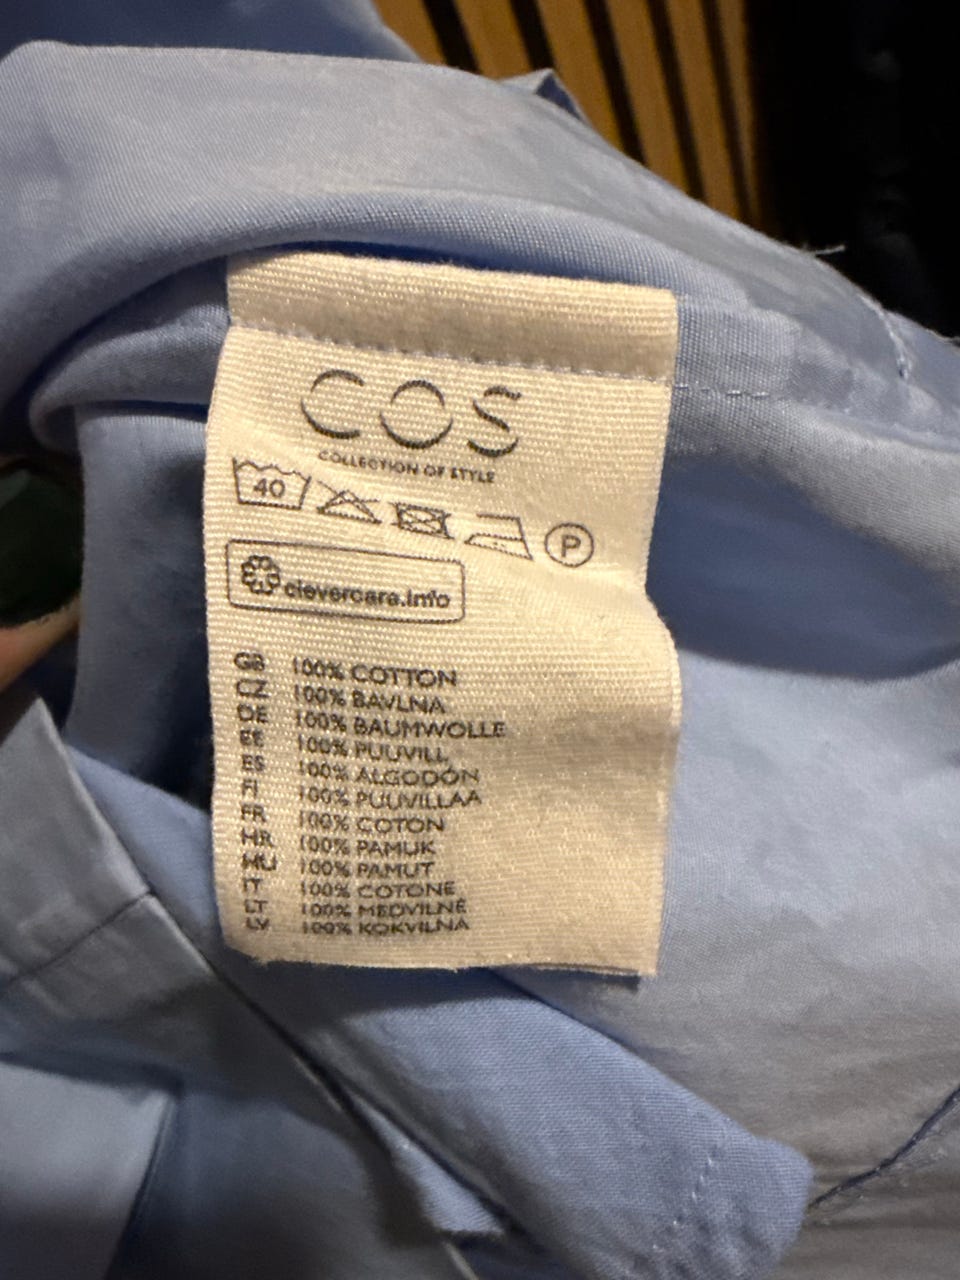 COS
COLLECTION OF STYLE
40 P
clevercare.info
GB 100% COTTON
CZ 100% BAVLNA
DE 100% BAUMWOLLE
EE 100% PUUVILL
ES 100% ALGODÓN
FI 100% PUUVILLAA
FR 100% COTON
HR 100% PAMUK
HU 100% PAMUT
IT 100% COTONE
LT 100% MEDVILNĖ
LV 100% KOKVILNA